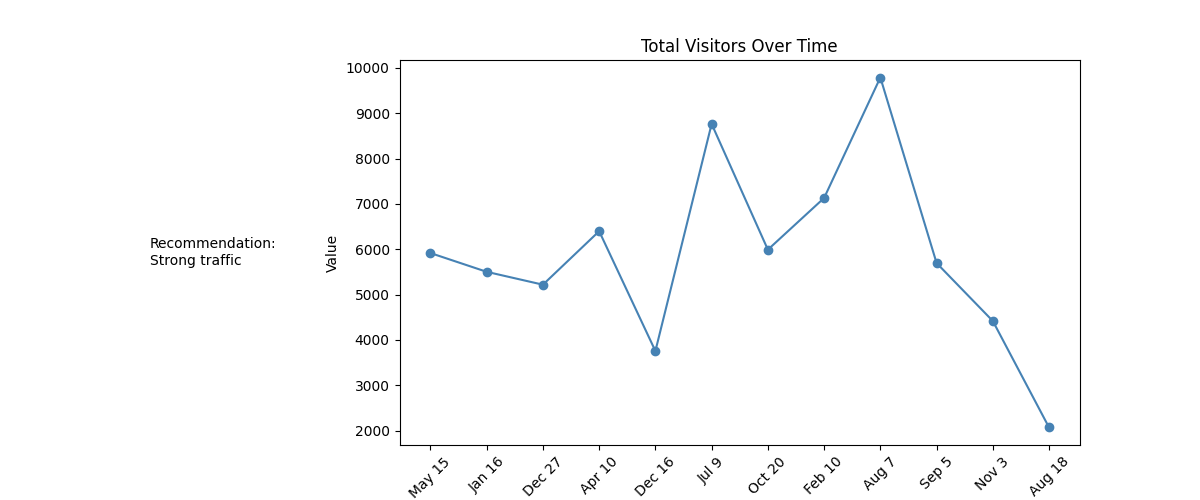 Total Visitors Over Time
10000
9000
8000
7000
6000
5000
4000
3000
2000
Value
Recommendation:
Strong traffic
May 15
Jan 16
Dec 27
Apr 10
Dec 16
Jul 9
Oct 20
Feb 10
Aug 7
Sep 5
Nov 3
Aug 18